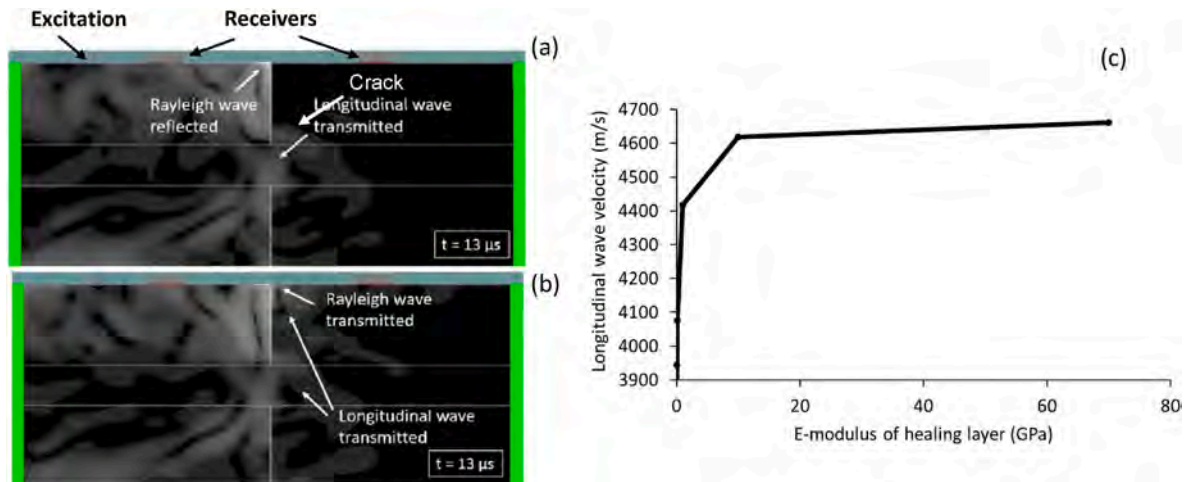 Excitation
Receivers
(a)
Crack
Rayleigh wave
reflected
Longitudinal wave
transmitted
t = 13 µs
(b)
Rayleigh wave
transmitted
Longitudinal wave
transmitted
t = 13 µs
(c)
Longitudinal wave velocity (m/s)
4700
4600
4500
4400
4300
4200
4100
4000
3900
0
20
40
60
80
E-modulus of healing layer (GPa)